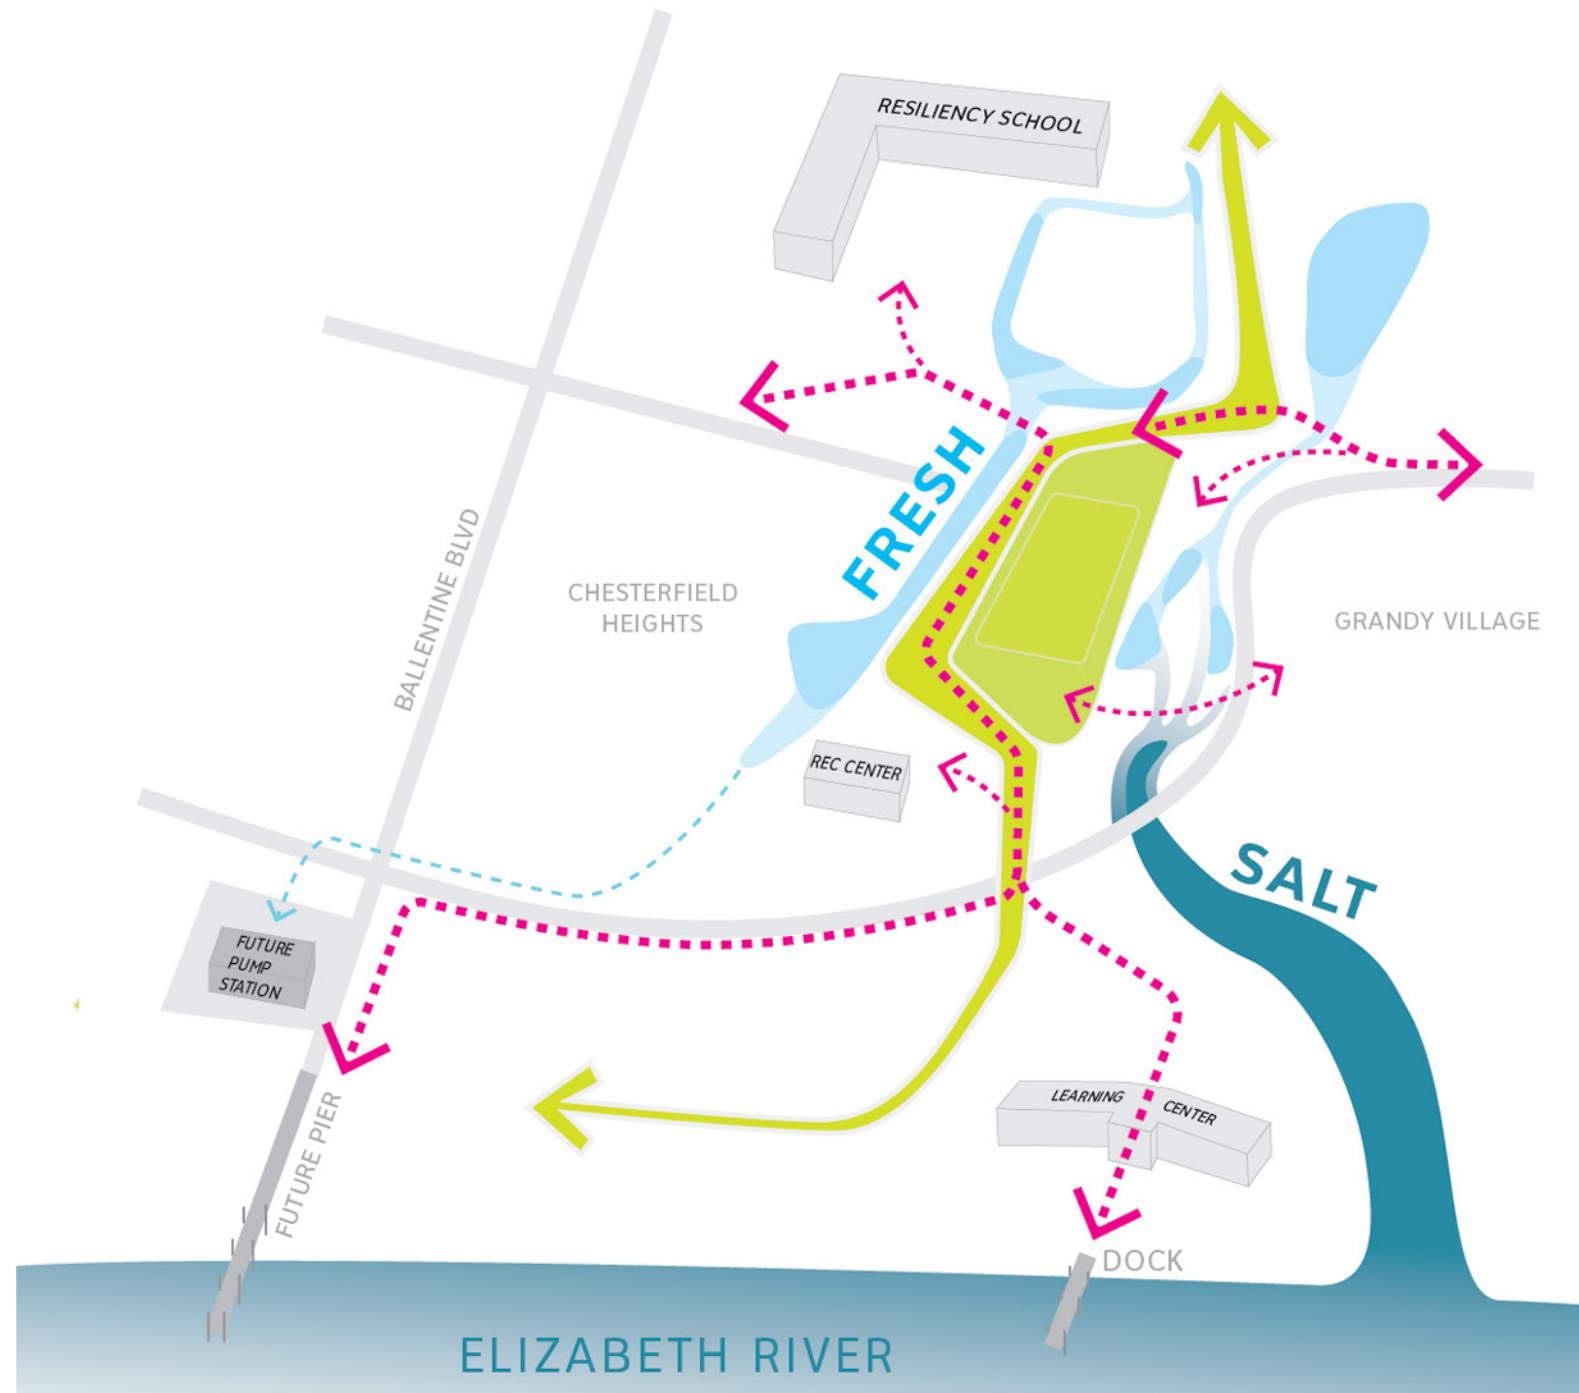 RESILIENCY SCHOOL
FRESH
BALLENTINE BLVD
CHESTERFIELD
HEIGHTS
GRANDY VILLAGE
REC CENTER
SALT
FUTURE
PUMP
STATION
FUTURE PIER
LEARNING CENTER
DOCK
ELIZABETH RIVER